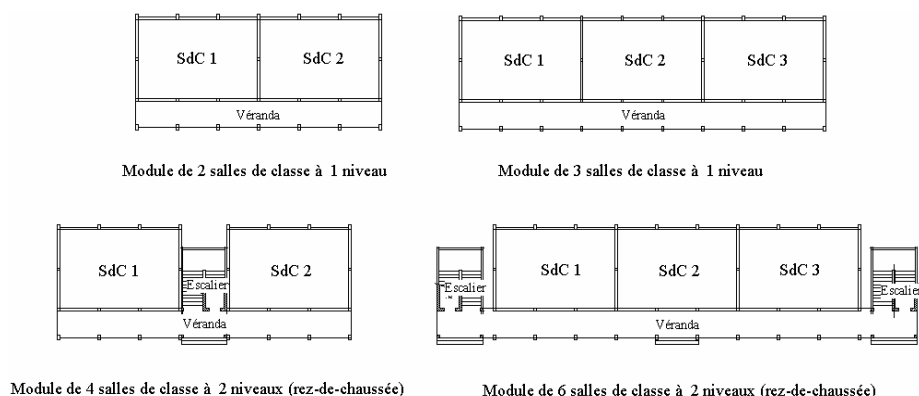 SdC 1
SdC 2
Véranda
Module de 2 salles de classe à 1 niveau
SdC 1
SdC 2
SdC 3
Véranda
Module de 3 salles de classe à 1 niveau
SdC 1
Escalier
SdC 2
Véranda
Module de 4 salles de classe à 2 niveaux (rez-de-chaussée)
Escalier
SdC 1
SdC 2
SdC 3
Escalier
Véranda
Module de 6 salles de classe à 2 niveaux (rez-de-chaussée)